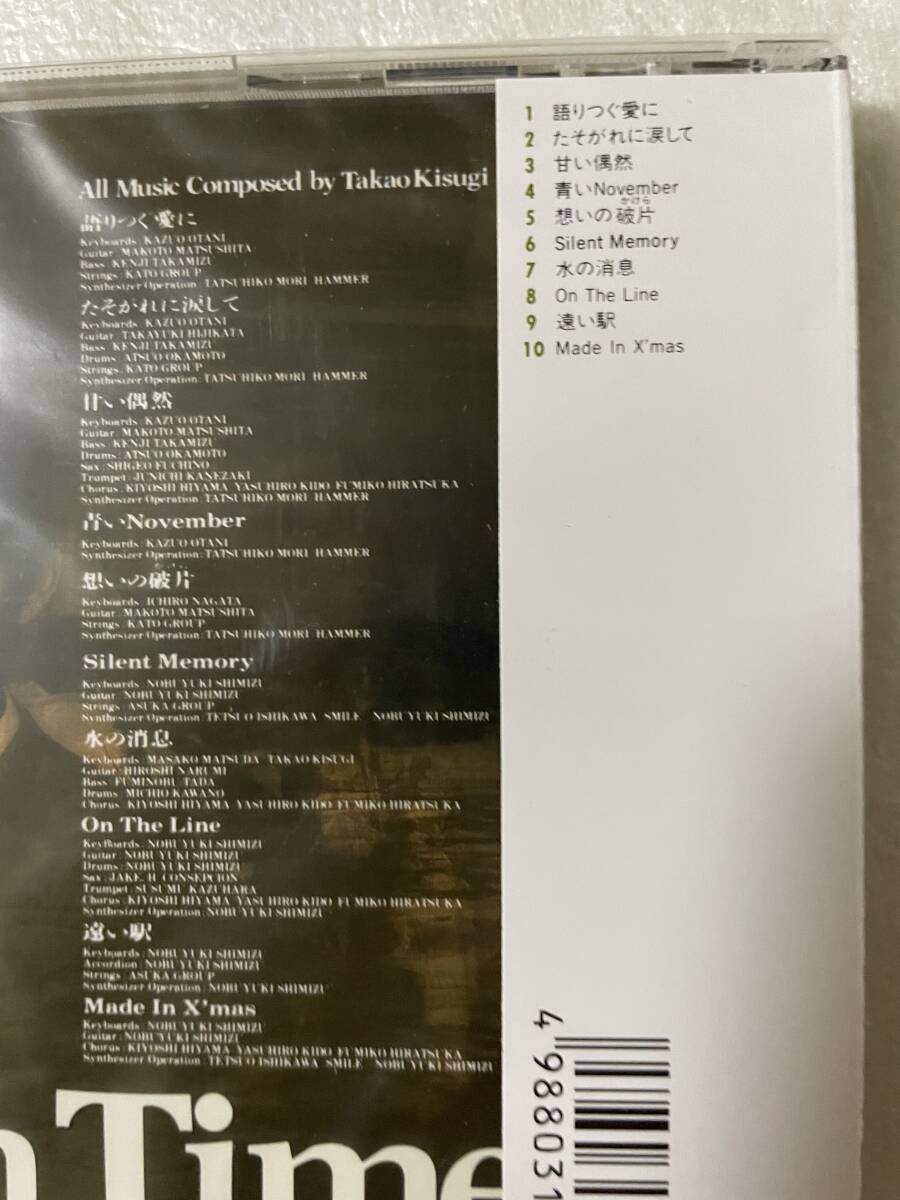 All Music Composed by Takao Kisugi
語りつぐ愛に
Keyboards : KAZUO OTANI
Guitar : MAKOTO MATSUSHITA
Bass : KENJI TAKAMIZU
Strings : KATO GROUP
Synthesizer Operation : TATSUHIKO MORI HAMMER
たそがれに涙して
Keyboards : KAZUO OTANI
Guitar : TAKAYUKI HIJIKATA
Bass : KENJI TAKAMIZU
Drums : ATSUO OKAMOTO
Strings : KATO GROUP
Synthesizer Operation : TATSUHIKO MORI HAMMER
甘い偶然
Keyboards : KAZUO OTANI
Guitar : MAKOTO MATSUSHITA
Bass : KENJI TAKAMIZU
Drums : ATSUO OKAMOTO
Sax : SHIGEO FUCHINO
Trumpet : JUNICHI KANEZAKI
Chorus : KIYOSHI HIYAMA YASUHIRO KIDO FUMIKO HIRATSUKA
Synthesizer Operation : TATSUHIKO MORI HAMMER
青いNovember
Keyboards : KAZUO OTANI
Synthesizer Operation : TATSUHIKO MORI HAMMER
想いの破片
Keyboards : ICHIRO NAGATA
Guitar : MAKOTO MATSUSHITA
Strings : KATO GROUP
Synthesizer Operation : TATSUHIKO MORI HAMMER
Silent Memory
Keyboards : NOBUYUKI SHIMIZU
Guitar : NOBUYUKI SHIMIZU
Strings : ASUKA GROUP
Synthesizer Operation : TETSUO ISHIKAWA SMILE NOBUYUKI SHIMIZU
水の消息
Keyboards : MASAKO MATSUDA TAKAO KISUGI
Guitar : HIROSHI NARUMI
Bass : FUMINOBU TADA
Drums : MICHIO KAWANO
Chorus : KIYOSHI HIYAMA YASUHIRO KIDO FUMIKO HIRATSUKA
On The Line
KeyBoards : NOBUYUKI SHIMIZU
Guitar : NOBUYUKI SHIMIZU
Drums : NOBUYUKI SHIMIZU
Sax : JAKE. H. CONSEPTION
Trumpet : SUSUMU KAZUHARA
Chorus : KIYOSHI HIYAMA YASUHIRO KIDO FUMIKO HIRATSUKA
Synthesizer Operation : NOBUYUKI SHIMIZU
遠い駅
Keyboards : NOBUYUKI SHIMIZU
Accordion : NOBUYUKI SHIMIZU
Strings : ASUKA GROUP
Synthesizer Operation : NOBUYUKI SHIMIZU
Made In X'mas
Keyboards : NOBUYUKI SHIMIZU
Guitar : NOBUYUKI SHIMIZU
Chorus : KIYOSHI HIYAMA YASUHIRO KIDO FUMIKO HIRATSUKA
Synthesizer Operation : TETSUO ISHIKAWA SMILE NOBUYUKI SHIMIZU
Time
1 語りつぐ愛に
2 たそがれに涙して
3 甘い偶然
4 青いNovember
かけら
5 想いの破片
6 Silent Memory
7 水の消息
8 On The Line
9 遠い駅
10 Made In X'mas
4 988031